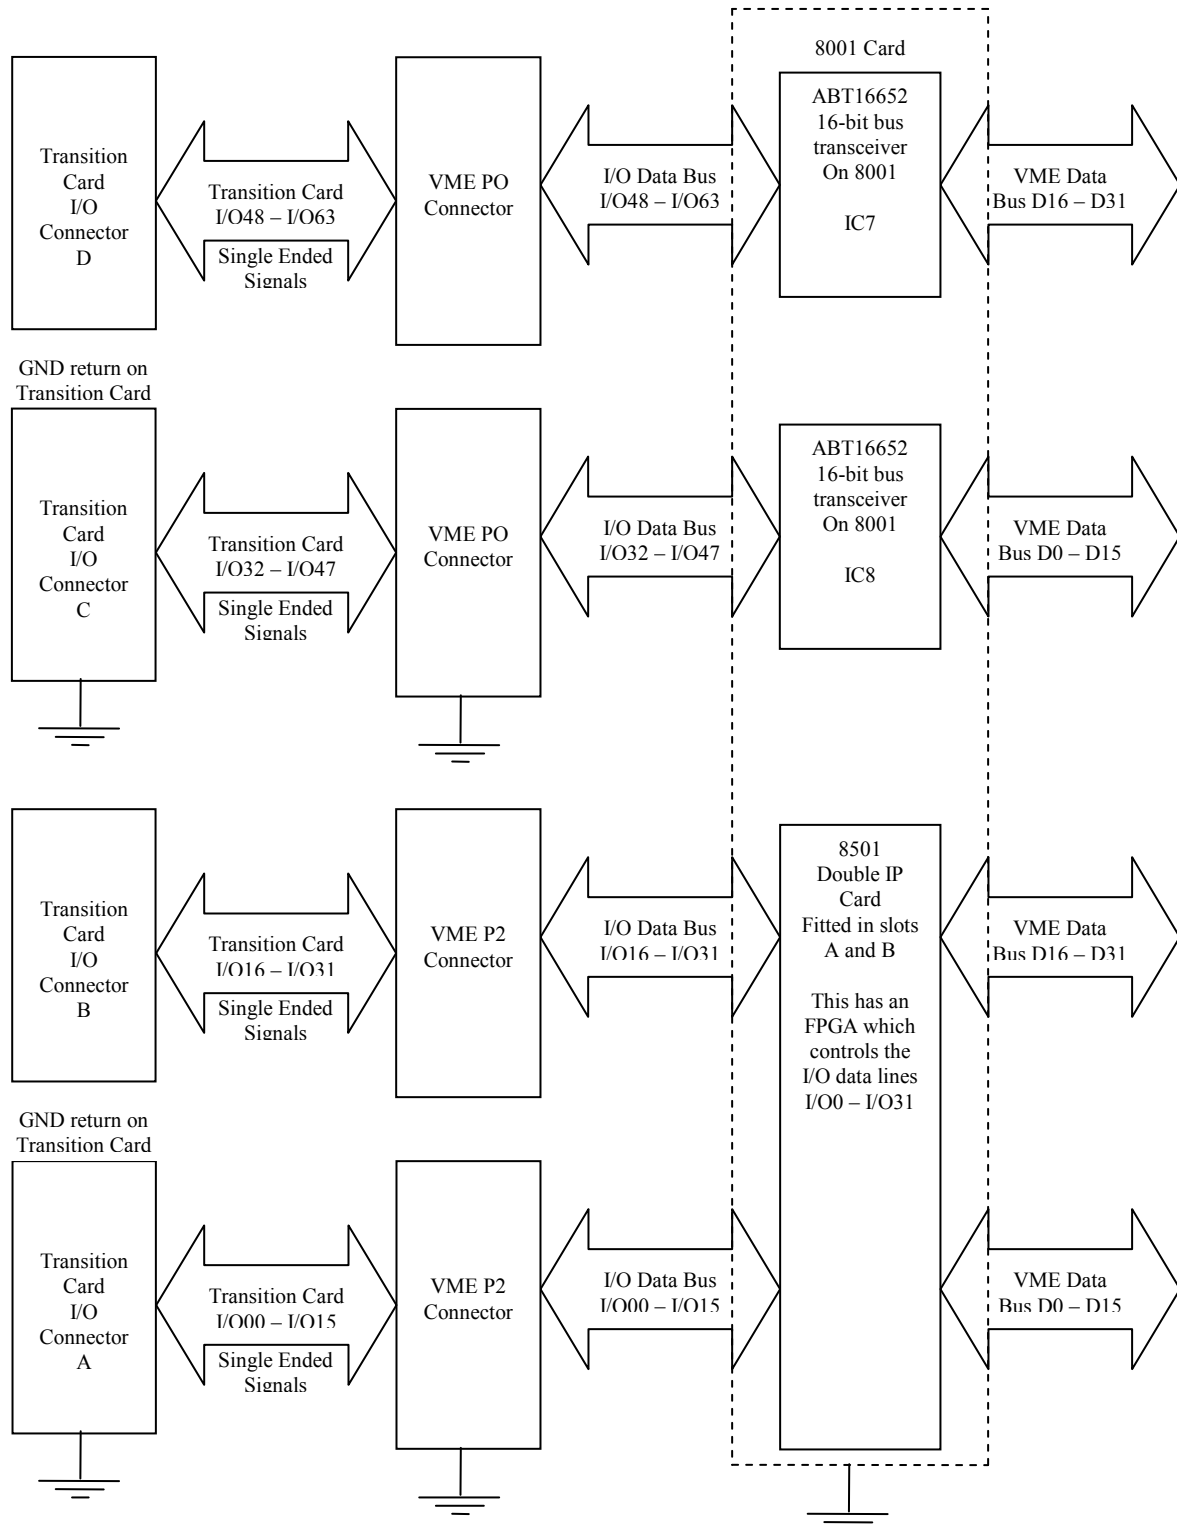 8001 Card
Transition
Card
I/O
Connector
D
Transition Card
I/O48 – I/O63
Single Ended
Signals
VME PO
Connector
I/O Data Bus
I/O48 – I/O63
ABT16652
16-bit bus
transceiver
On 8001
IC7
VME Data
Bus D16 – D31
GND return on
Transition Card
Transition
Card
I/O
Connector
C
Transition Card
I/O32 – I/O47
Single Ended
Signals
VME PO
Connector
I/O Data Bus
I/O32 – I/O47
ABT16652
16-bit bus
transceiver
On 8001
IC8
VME Data
Bus D0 – D15
Transition
Card
I/O
Connector
B
Transition Card
I/O16 – I/O31
Single Ended
Signals
VME P2
Connector
I/O Data Bus
I/O16 – I/O31
8501
Double IP
Card
Fitted in slots
A and B
This has an
FPGA which
controls the
I/O data lines
I/O0 – I/O31
VME Data
Bus D16 – D31
GND return on
Transition Card
Transition
Card
I/O
Connector
A
Transition Card
I/O00 – I/O15
Single Ended
Signals
VME P2
Connector
I/O Data Bus
I/O00 – I/O15
VME Data
Bus D0 – D15